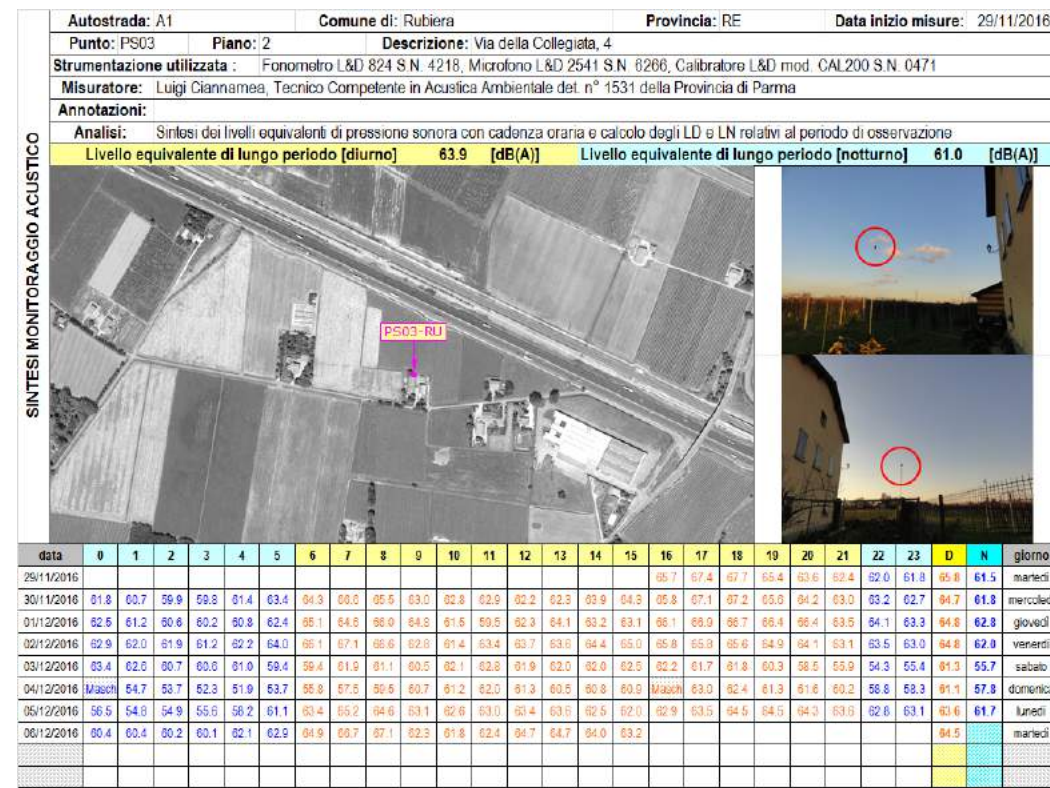 Autostrada: A1 Comune di: Rubiera Provincia: RE Data inizio misure: 29/11/2016
Punto: PS03 Piano: 2 Descrizione: Via della Collegiata, 4
Strumentazione utilizzata : Fonometro L&D 824 S.N. 4218, Microfono L&D 2541 S.N. 6266, Calibratore L&D mod. CAL200 S.N. 0471
Misuratore: Luigi Ciannamea, Tecnico Competente in Acustica Ambientale det. n° 1531 della Provincia di Parma
Annotazioni:
Analisi: Sintesi dei livelli equivalenti di pressione sonora con cadenza oraria e calcolo degli LD e LN relativi al periodo di osservazione
Livello equivalente di lungo periodo [diurno] 63.9 [dB(A)] Livello equivalente di lungo periodo [notturno] 61.0 [dB(A)]
SINTESI MONITORAGGIO ACUSTICO
PS03-RU
data 0 1 2 3 4 5 6 7 8 9 10 11 12 13 14 15 16 17 18 19 20 21 22 23 D N giorno
29/11/2016 65.7 67.4 67.7 65.4 63.6 62.4 62.0 61.8 65.8 61.5 martedì
30/11/2016 61.8 60.7 59.9 59.8 61.4 63.4 64.3 66.6 65.5 63.0 62.8 62.9 62.2 62.3 63.9 64.3 65.8 67.1 67.2 65.6 64.2 63.0 63.2 62.7 64.7 61.8 mercoled
01/12/2016 62.5 61.2 60.6 60.2 60.8 62.4 65.1 64.6 64.8 61.5 59.5 62.3 64.1 63.2 63.1 66.1 66.9 66.7 66.4 66.4 63.5 64.1 63.3 64.8 62.8 giovedì
02/12/2016 62.9 62.0 61.9 61.2 62.2 64.0 66.1 67.1 66.6 62.8 61.4 63.4 63.7 63.6 64.4 65.0 65.8 65.8 65.6 64.9 64.1 63.1 63.5 63.0 64.8 62.0 venerdì
03/12/2016 63.4 62.6 60.7 60.6 61.0 59.4 59.4 61.9 61.1 60.5 62.1 62.8 61.9 62.0 62.0 62.5 62.2 61.7 61.8 60.3 58.5 55.9 54.3 55.4 61.3 55.7 sabato
04/12/2016 Masch 54.7 53.7 52.3 51.9 53.7 55.8 57.5 59.5 60.7 61.2 62.0 61.3 60.5 60.8 60.9 Masch 63.0 62.4 61.3 61.6 60.2 58.8 58.3 61.1 57.8 domenica
05/12/2016 56.5 54.8 54.9 55.6 58.2 61.1 63.4 65.2 64.6 63.1 62.6 63.0 63.4 63.6 62.5 62.0 62.9 63.5 64.5 64.5 64.3 63.6 62.8 63.1 63.6 61.7 lunedì
06/12/2016 60.4 60.4 60.2 60.1 62.1 62.9 64.9 66.7 67.1 62.3 61.8 62.4 64.7 64.7 64.0 63.2 64.5 martedì